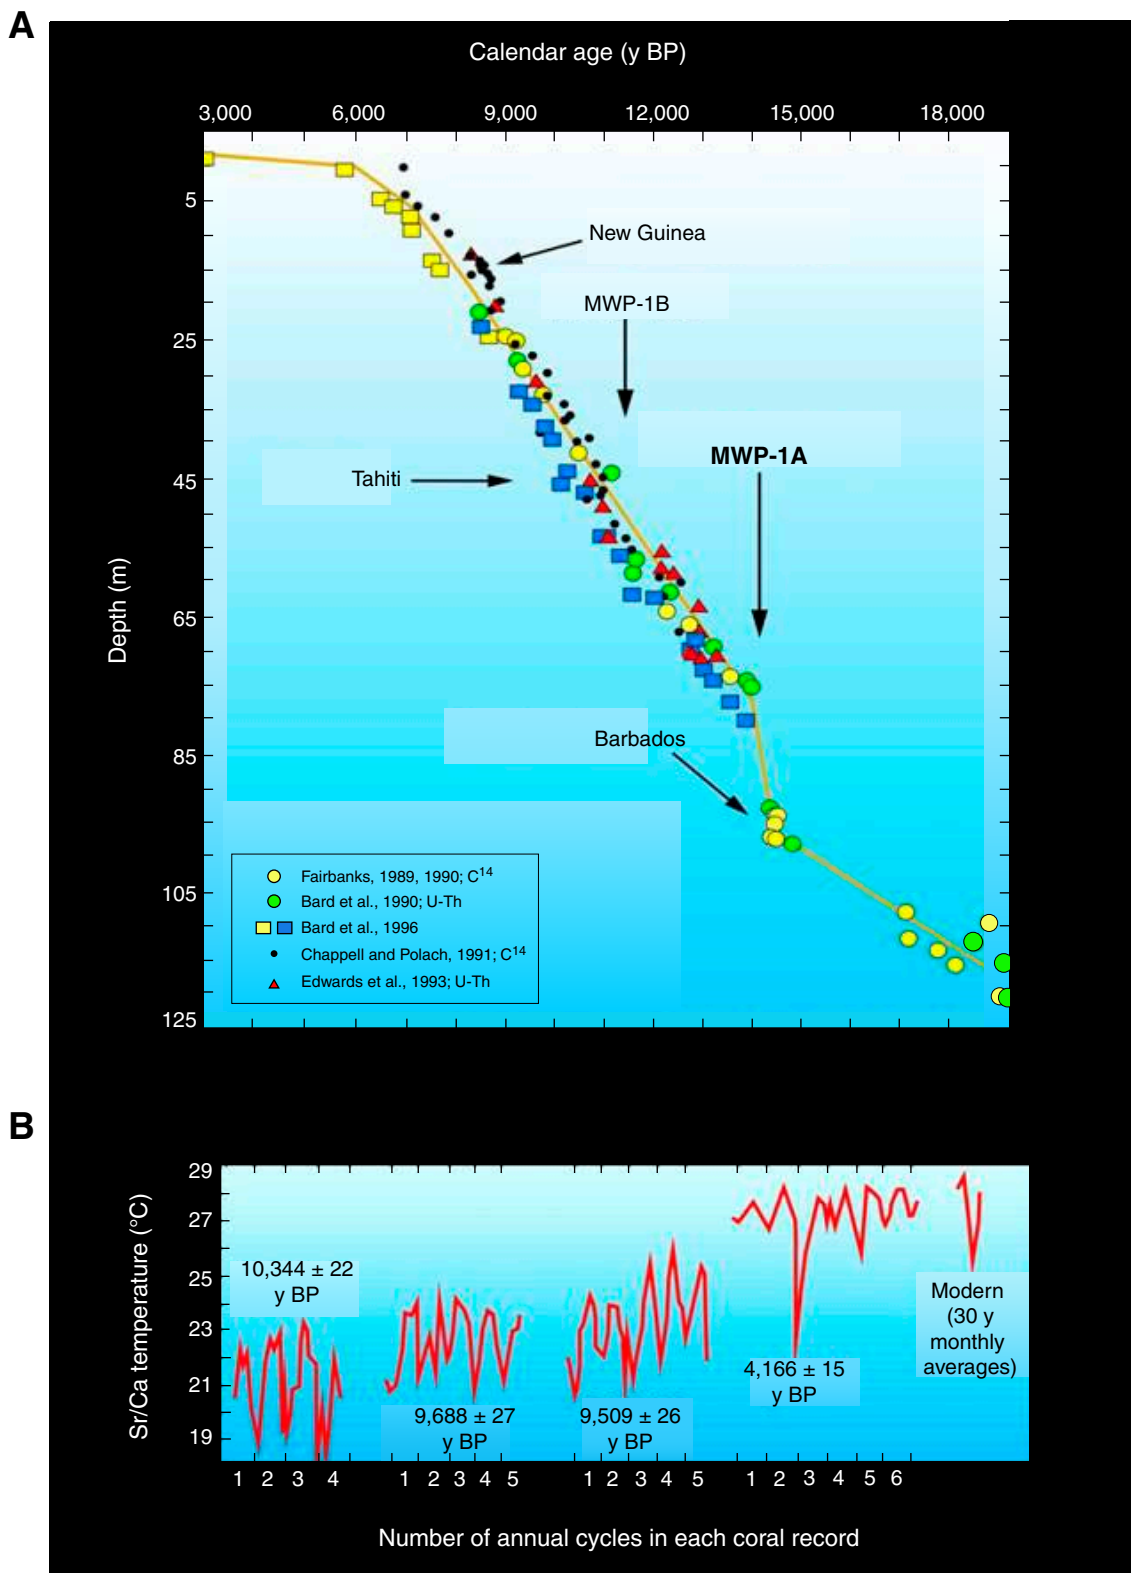 A
Calendar age (y BP)
3,000 6,000 9,000 12,000 15,000 18,000
5
New Guinea
MWP-1B
25
MWP-1A
Tahiti
45
Depth (m)
65
Barbados
85
Fairbanks, 1989, 1990; C14
105
Bard et al., 1990; U-Th
Bard et al., 1996
Chappell and Polach, 1991; C14
Edwards et al., 1993; U-Th
125
B
Sr/Ca temperature (°C)
29
27
25
23
21
19
10,344 ± 22
y BP
9,688 ± 27
y BP
9,509 ± 26
y BP
4,166 ± 15
y BP
Modern
(30 y
monthly
averages)
1 2 3 4 1 2 3 4 5 1 2 3 4 5 1 2 3 4 5 6
Number of annual cycles in each coral record